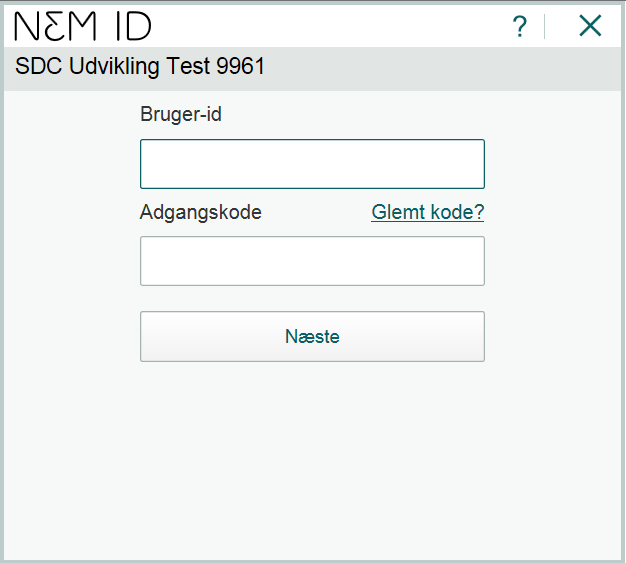 NEM ID
?
SDC Udvikling Test 9961
Bruger-id
Adgangskode
Glemt kode?
Næste